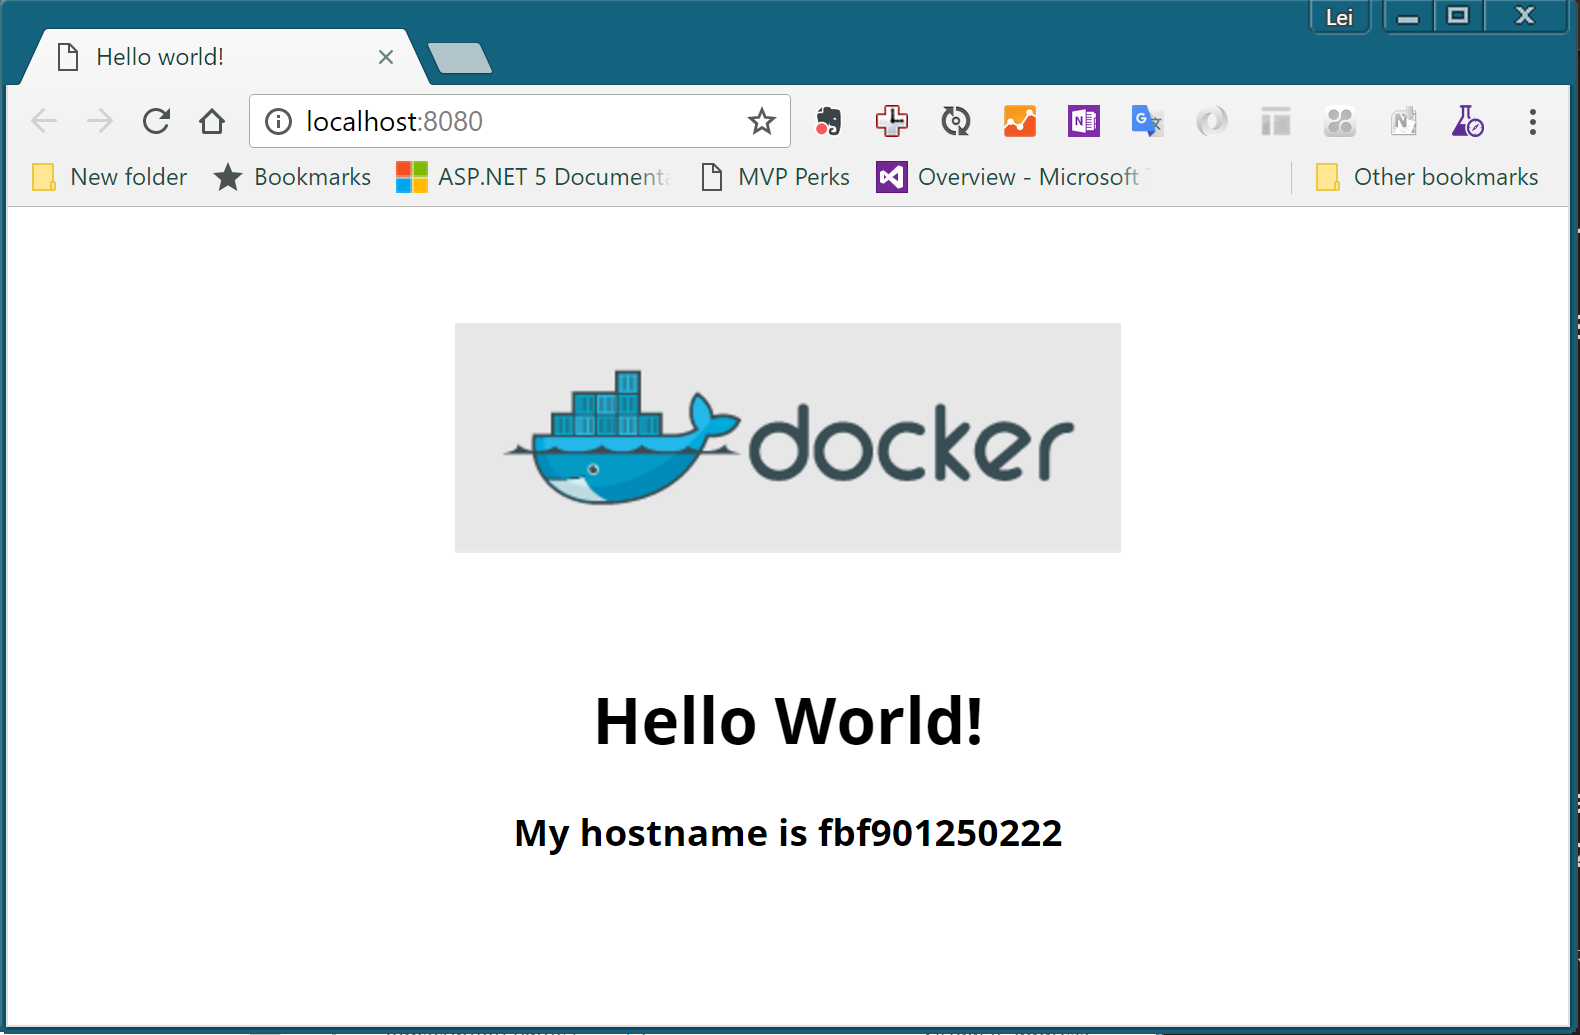 Lei
Hello world!
localhost:8080
New folder
Bookmarks
ASP.NET 5 Documenta
MVP Perks
Overview - Microsoft
Other bookmarks
docker
Hello World!
My hostname is fbf901250222